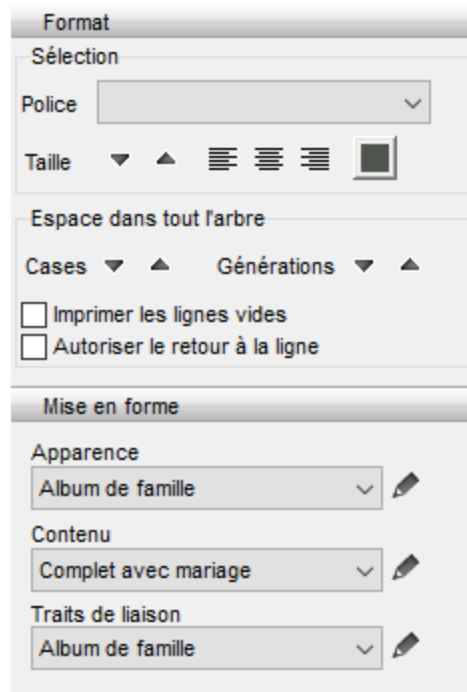 Format
Sélection
Police
Taille
Espace dans tout l'arbre
Cases Générations
Imprimer les lignes vides
Autoriser le retour à la ligne
Mise en forme
Apparence
Album de famille
Contenu
Complet avec mariage
Traits de liaison
Album de famille